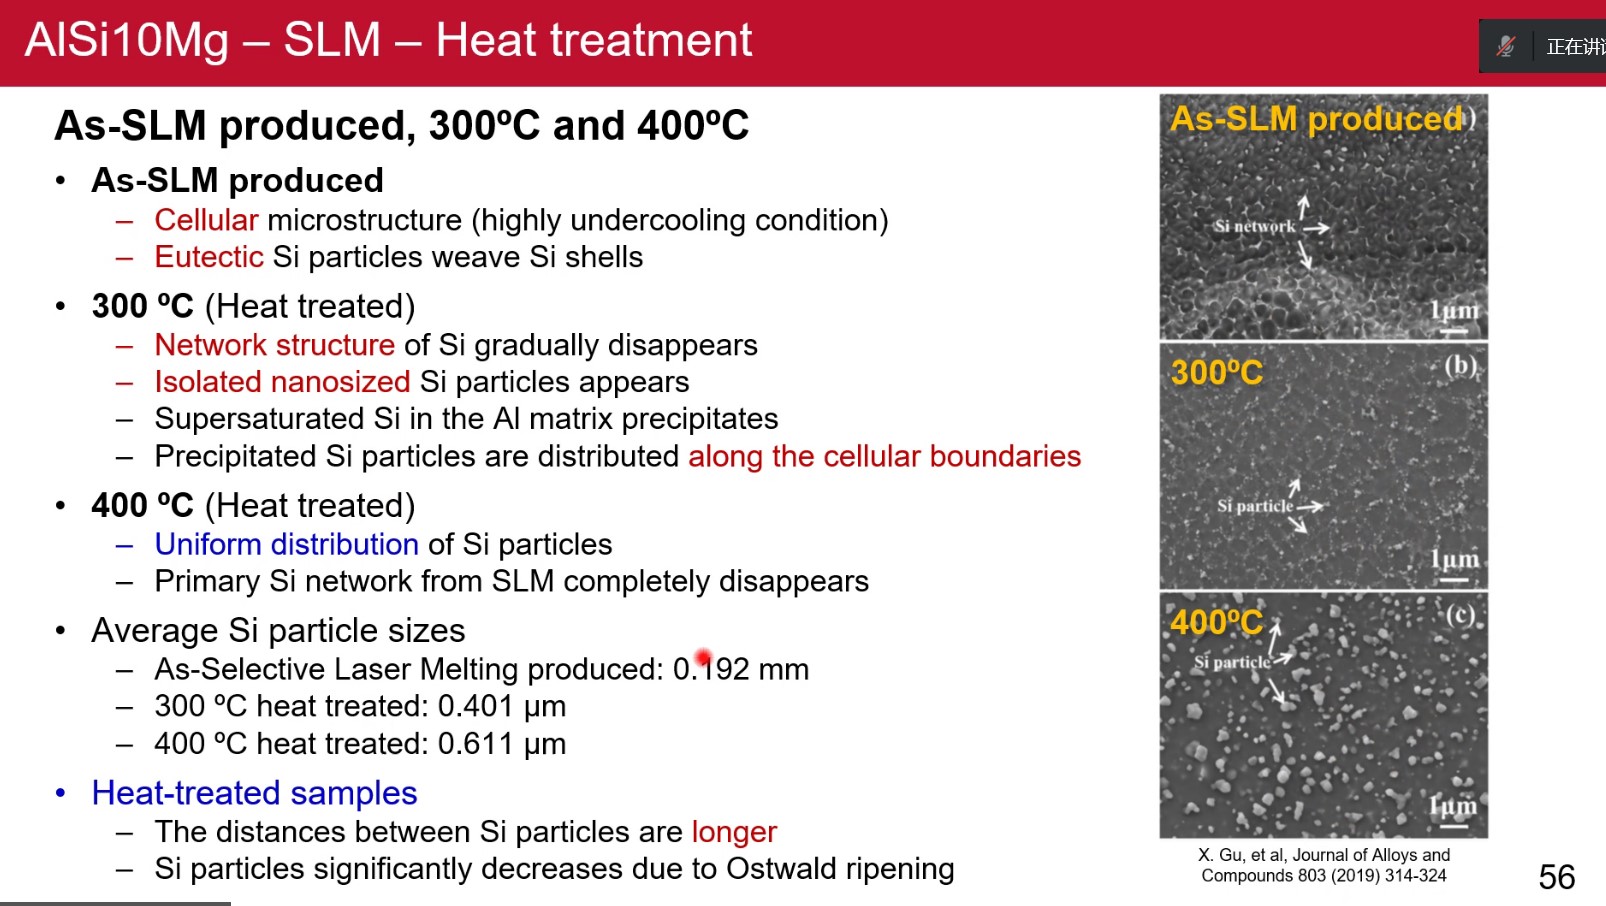 AlSi10Mg – SLM – Heat treatment
正在讲
As-SLM produced, 300ºC and 400ºC
• As-SLM produced
– Cellular microstructure (highly undercooling condition)
– Eutectic Si particles weave Si shells
• 300 ºC (Heat treated)
– Network structure of Si gradually disappears
– Isolated nanosized Si particles appears
– Supersaturated Si in the Al matrix precipitates
– Precipitated Si particles are distributed along the cellular boundaries
• 400 ºC (Heat treated)
– Uniform distribution of Si particles
– Primary Si network from SLM completely disappears
• Average Si particle sizes
– As-Selective Laser Melting produced: 0.192 mm
– 300 ºC heat treated: 0.401 µm
– 400 ºC heat treated: 0.611 µm
• Heat-treated samples
– The distances between Si particles are longer
– Si particles significantly decreases due to Ostwald ripening
As-SLM produced)
Si network
1µm
300ºC
(b)
Si particle
1µm
400ºC
(c)
Si particle
1µm
X. Gu, et al, Journal of Alloys and
Compounds 803 (2019) 314-324
56